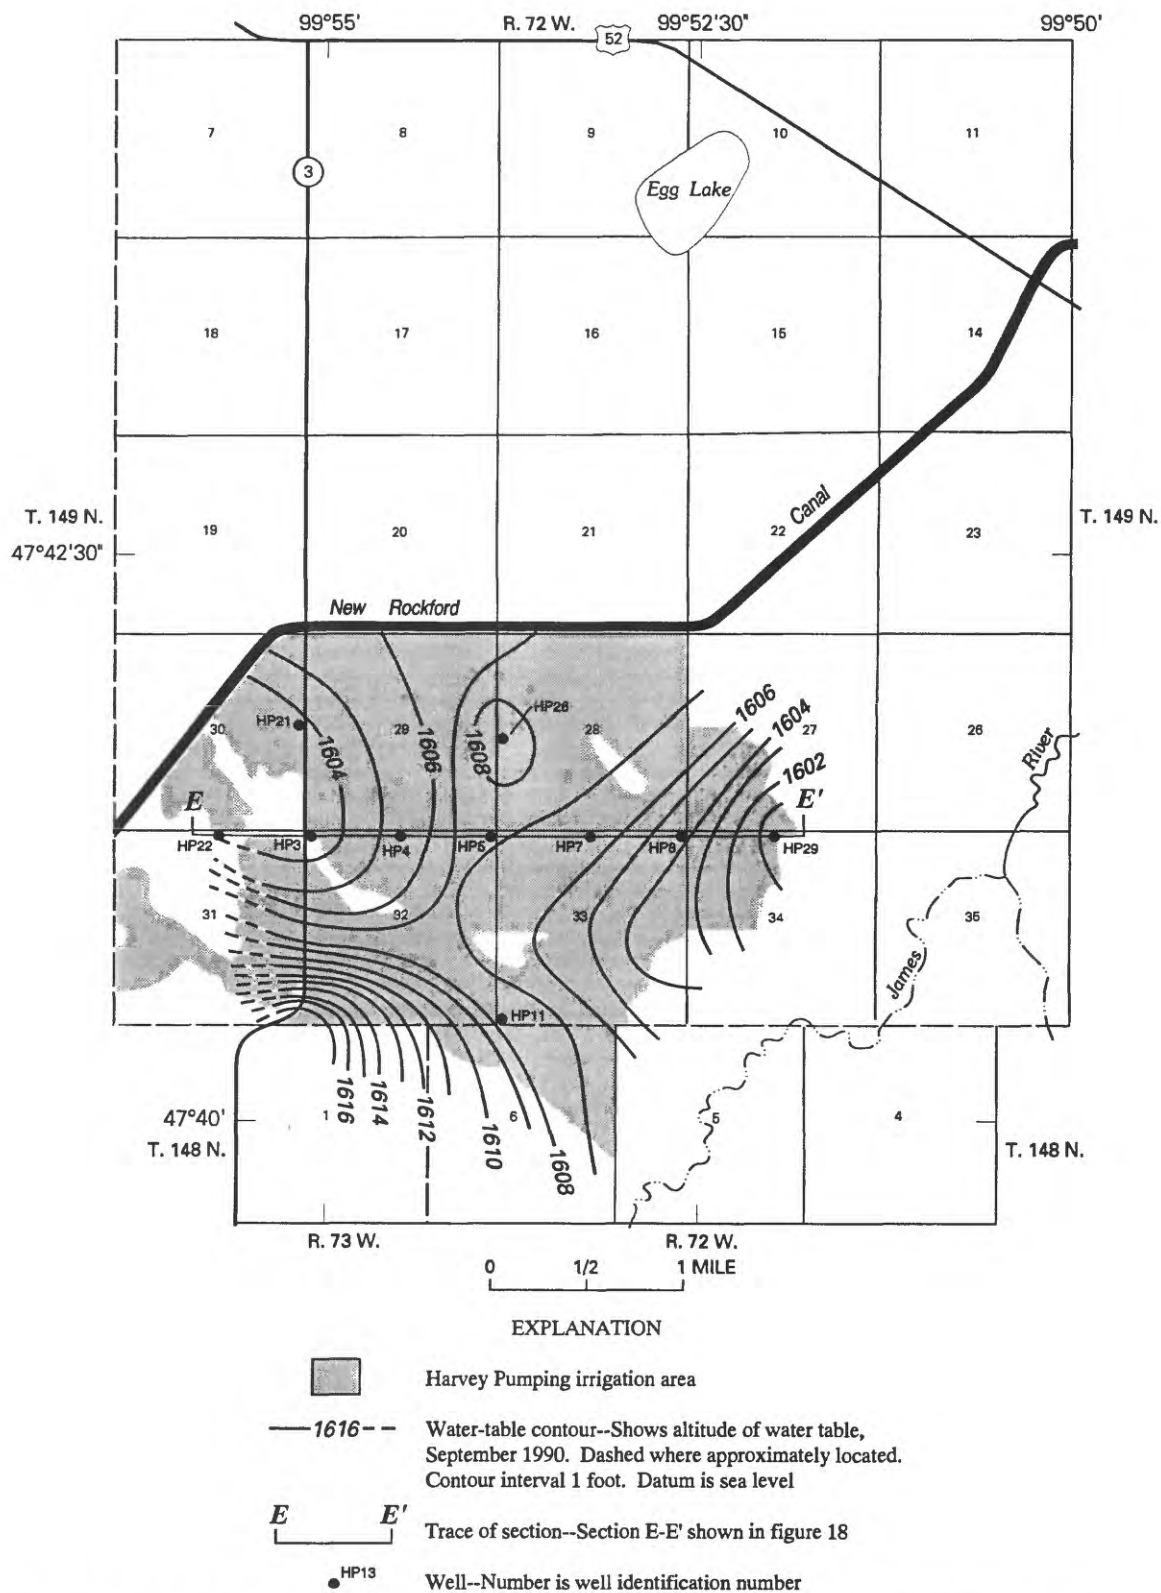 99°55'
R. 72 W.
99°52'30"
99°50'
52
7
8
9
10
11
3
Egg Lake
18
17
16
15
14
T. 149 N.
T. 149 N.
19
20
21
22
23
Canal
47°42'30"
New Rockford
30
HP21
29
HP26
28
27
26
1604
1606
1608
1606
1604
1602
River
E
E'
HP22
HP3
HP4
HP5
HP7
HP8
HP29
31
32
33
34
35
James
HP11
1616
1614
1612
1610
1608
47°40'
1
6
5
4
T. 148 N.
T. 148 N.
R. 73 W.
R. 72 W.
0 1/2 1 MILE
EXPLANATION
Harvey Pumping irrigation area
1616
Water-table contour--Shows altitude of water table,
September 1990. Dashed where approximately located.
Contour interval 1 foot. Datum is sea level
E E'
Trace of section--Section E-E' shown in figure 18
HP13
Well--Number is well identification number